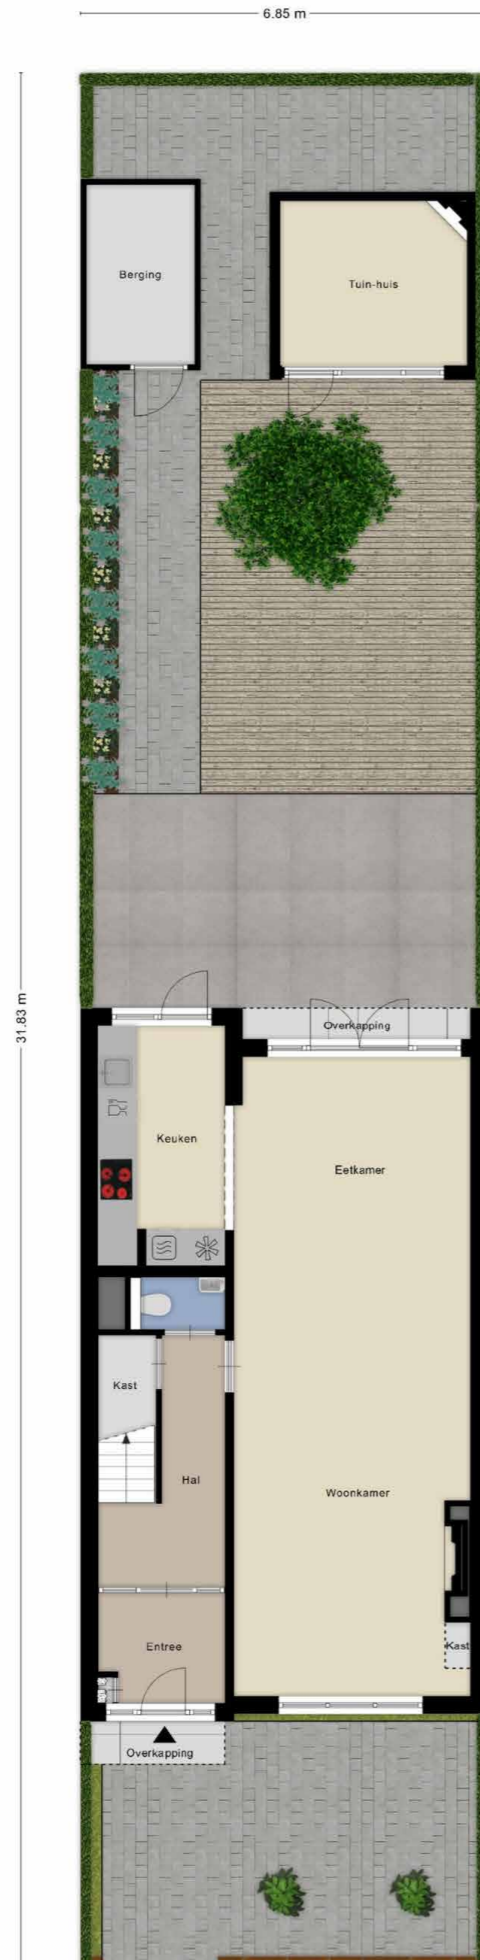 6.85 m
Berging
Tuin-huis
31.83 m
Overkapping
Keuken
Eetkamer
Kast
Hal
Woonkamer
Entree
Kast
Overkapping